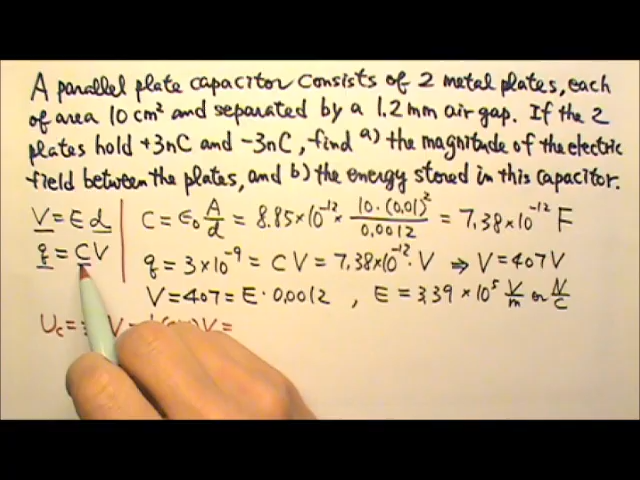 A parallel plate capacitor consists of 2 metal plates, each
of area 10 cm² and separated by a 1.2 mm air gap. If the 2
plates hold +3nC and -3nC, find a) the magnitude of the electric
field between the plates, and b) the energy stored in this capacitor.
V = E d
C = ε₀ A/d = 8.85×10⁻¹² × 10·(0.01)²/0.0012 = 7.38×10⁻¹² F
q = CV
q = 3×10⁻⁹ = CV = 7.38×10⁻¹²·V ⇒ V = 407V
V = 407 = E·0.0012 , E = 3.39×10⁵ V/m or N/C
Uc = V = V =